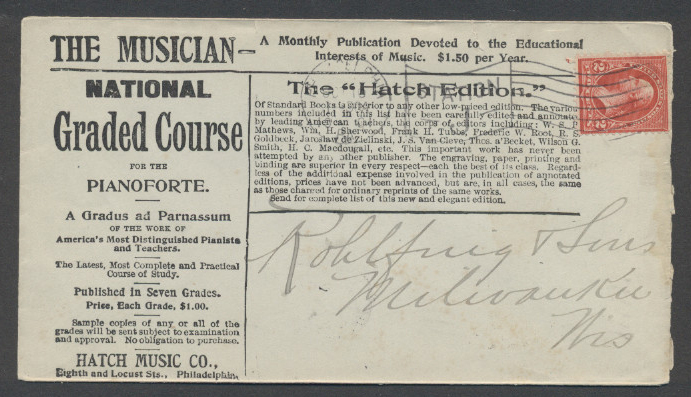 THE MUSICIAN—
A Monthly Publication Devoted to the Educational
Interests of Music. $1.50 per Year.
NATIONAL
Graded Course
FOR THE
PIANOFORTE.
A Gradus ad Parnassum
OF THE WORK OF
America's Most Distinguished Pianists
and Teachers.
The Latest, Most Complete and Practical
Course of Study.
Published in Seven Grades.
Price, Each Grade, $1.00.
Sample copies of any or all of the
grades will be sent subject to examination
and approval. No obligation to purchase.
HATCH MUSIC CO.,
Eighth and Locust Sts., Philadelphia.
The "Hatch Edition."
Of Standard Books is superior to any other low-priced edition. The various
numbers included in this list have been carefully edited and annotated
by leading American teachers, the corps of editors including: W. S. B.
Mathews, Wm. H. Sherwood, Frank H. Tubbs, Frederic W. Root, E. S.
Goldbeck, Jaroslaw de Zielinski, J. S. Van-Cleve, Thos. a'Becket, Wilson G.
Smith, H. C. Macdougall, etc. This important work has never been
attempted by any other publisher. The engraving, paper, printing and
binding are superior in every respect—each the best of its class. Regard-
less of the additional expense involved in the publication of annotated
editions, prices have not been advanced, but are, in all cases, the same
as those charged for ordinary reprints of the same works.
Send for complete list of this new and elegant edition.
STATION
2 2
& Sons
Milwaukee
Wis